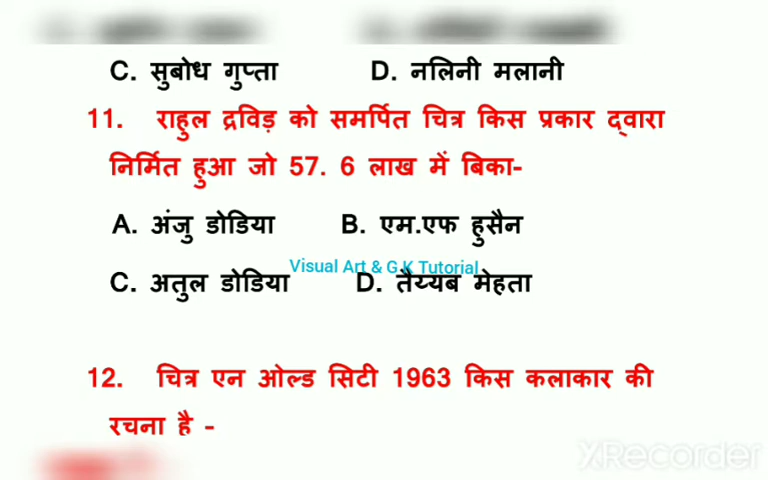 C. सुबोध गुप्ता D. नलिनी मलानी
11. राहुल द्रविड़ को समर्पित चित्र किस प्रकार द्वारा
निर्मित हुआ जो 57. 6 लाख में बिका-
A. अंजु डोडिया B. एम.एफ हुसैन
Visual Art & G.K Tutorial
C. अतुल डोडिया D. तैय्यब मेहता
12. चित्र एन ओल्ड सिटी 1963 किस कलाकार की
रचना है -
XRecorder